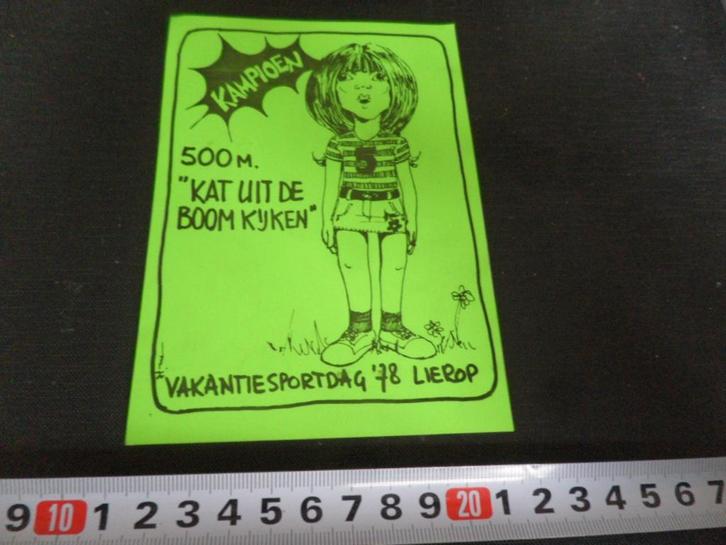 KAMPIOEN
500 M.
"KAT UIT DE
BOOM KIJKEN"
5
VAKANTIESPORTDAG '78 LIEROP
9 10 1 2 3 4 5 6 7 8 9 20 1 2 3 4 5 6 7